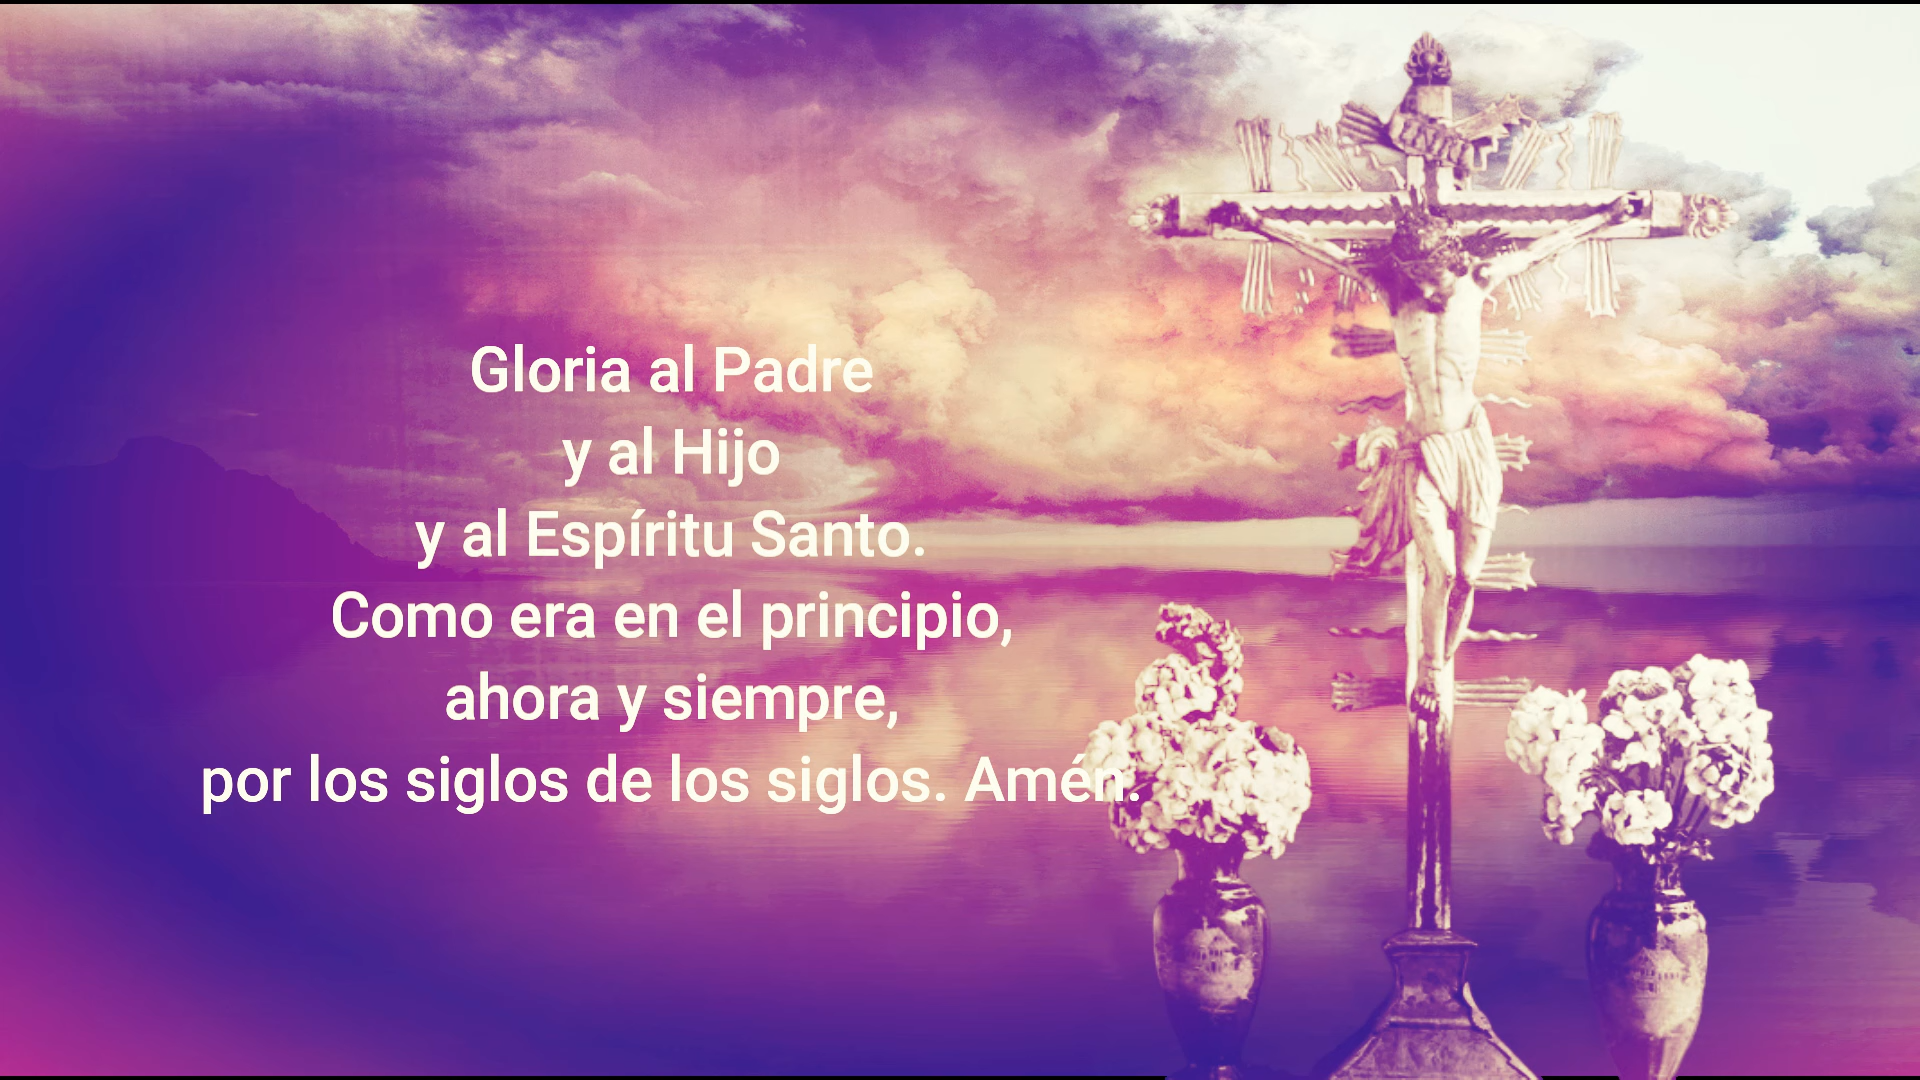 Gloria al Padre
y al Hijo
y al Espíritu Santo.
Como era en el principio,
ahora y siempre,
por los siglos de los siglos. Amén.